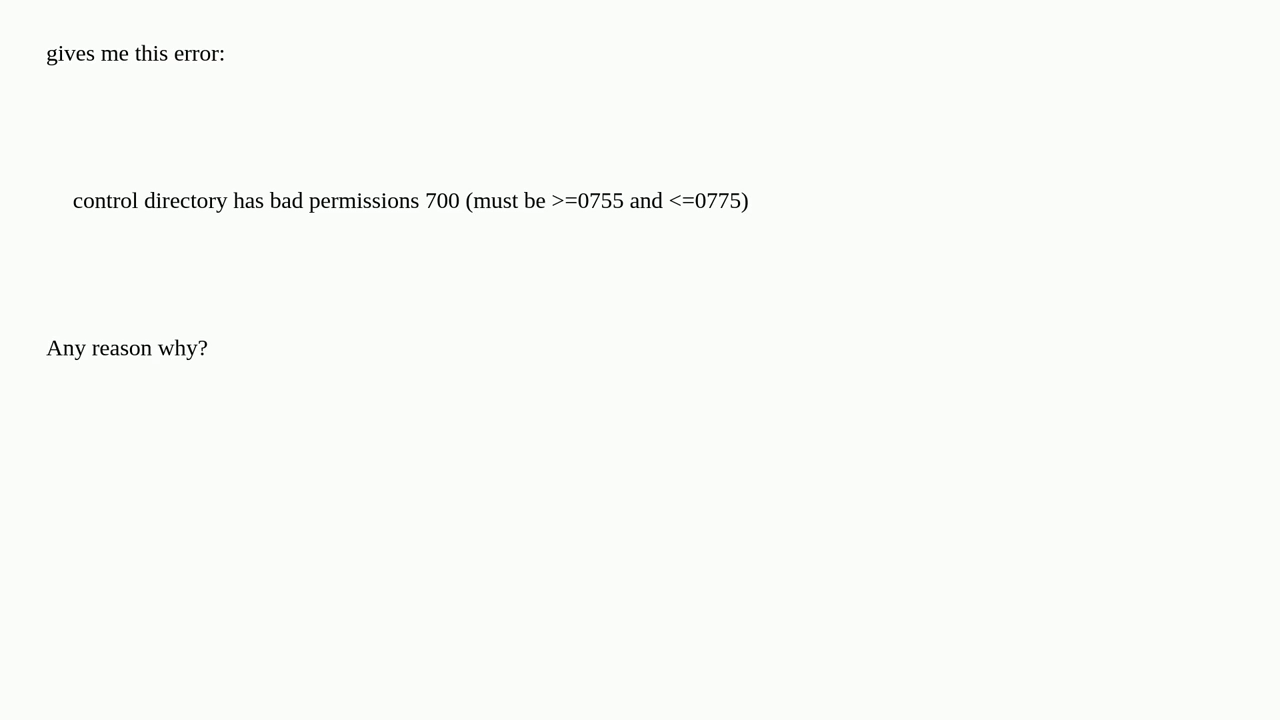 gives me this error:
control directory has bad permissions 700 (must be >=0755 and <=0775)
Any reason why?